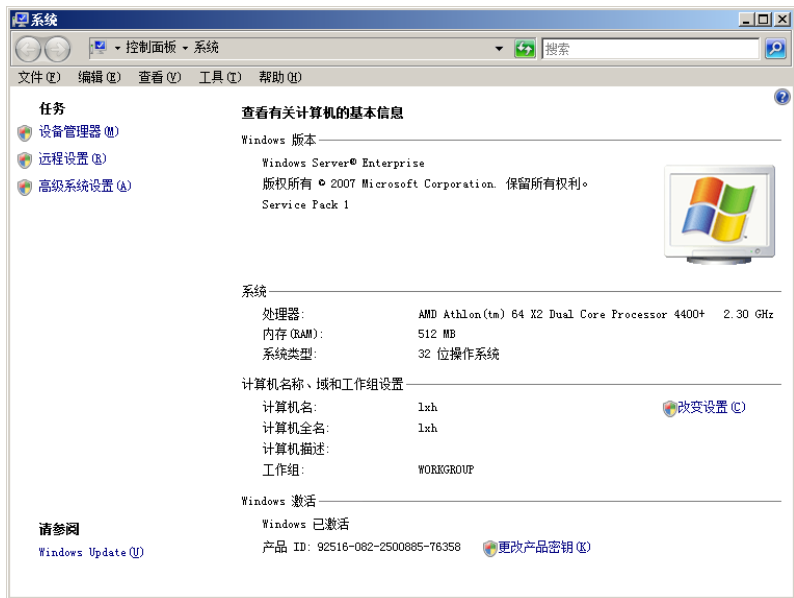 系统
控制面板 系统
搜索
文件(F) 编辑(E) 查看(V) 工具(T) 帮助(H)
任务
设备管理器(M)
远程设置(R)
高级系统设置(A)
请参阅
Windows Update(U)
查看有关计算机的基本信息
Windows 版本
Windows Server® Enterprise
版权所有 © 2007 Microsoft Corporation. 保留所有权利。
Service Pack 1
系统
处理器: AMD Athlon(tm) 64 X2 Dual Core Processor 4400+ 2.30 GHz
内存(RAM): 512 MB
系统类型: 32 位操作系统
计算机名称、域和工作组设置
计算机名: lxh 改变设置(C)
计算机全名: lxh
计算机描述:
工作组: WORKGROUP
Windows 激活
Windows 已激活
产品 ID: 92516-082-2500885-76358 更改产品密钥(K)